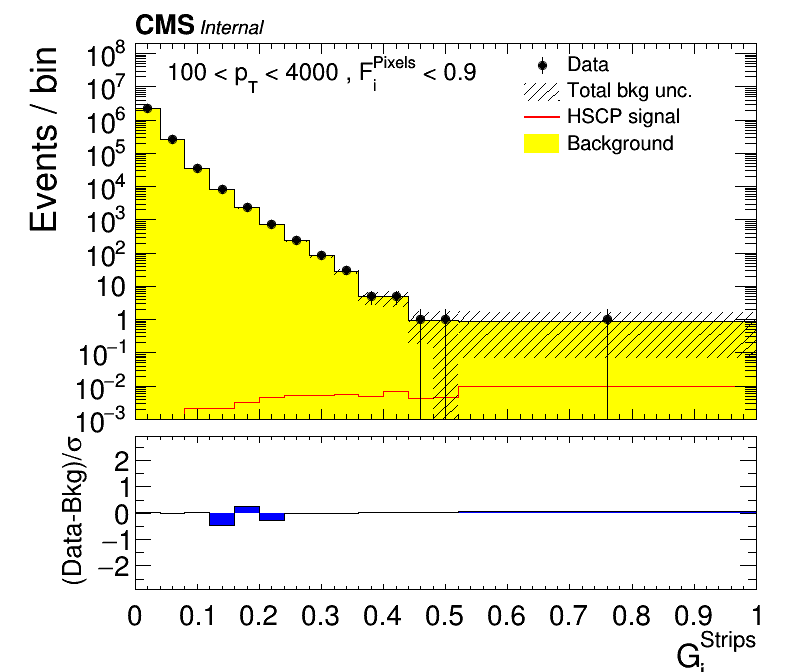 CMS Internal
Events / bin
10^8
10^7
10^6
10^5
10^4
10^3
10^2
10
1
10^−1
10^−2
10^−3
100 < p_T < 4000 , F_i^Pixels < 0.9
Data
Total bkg unc.
HSCP signal
Background
(Data-Bkg)/σ
2
1
0
−1
−2
0 0.1 0.2 0.3 0.4 0.5 0.6 0.7 0.8 0.9 1
G_i^Strips